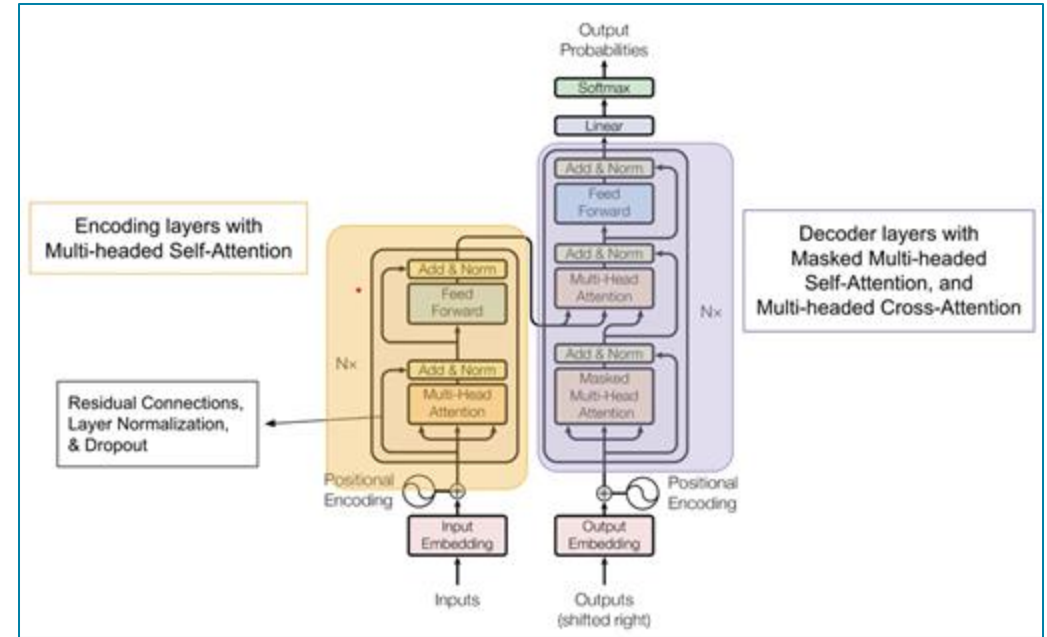 Output
Probabilities
Softmax
Linear
Add & Norm
Feed
Forward
Add & Norm
Multi-Head
Attention
Add & Norm
Masked
Multi-Head
Attention
Nx
Decoder layers with
Masked Multi-headed
Self-Attention, and
Multi-headed Cross-Attention
Encoding layers with
Multi-headed Self-Attention
Add & Norm
Feed
Forward
Nx
Add & Norm
Multi-Head
Attention
Residual Connections,
Layer Normalization,
& Dropout
Positional
Encoding
Positional
Encoding
Input
Embedding
Output
Embedding
Inputs
Outputs
(shifted right)